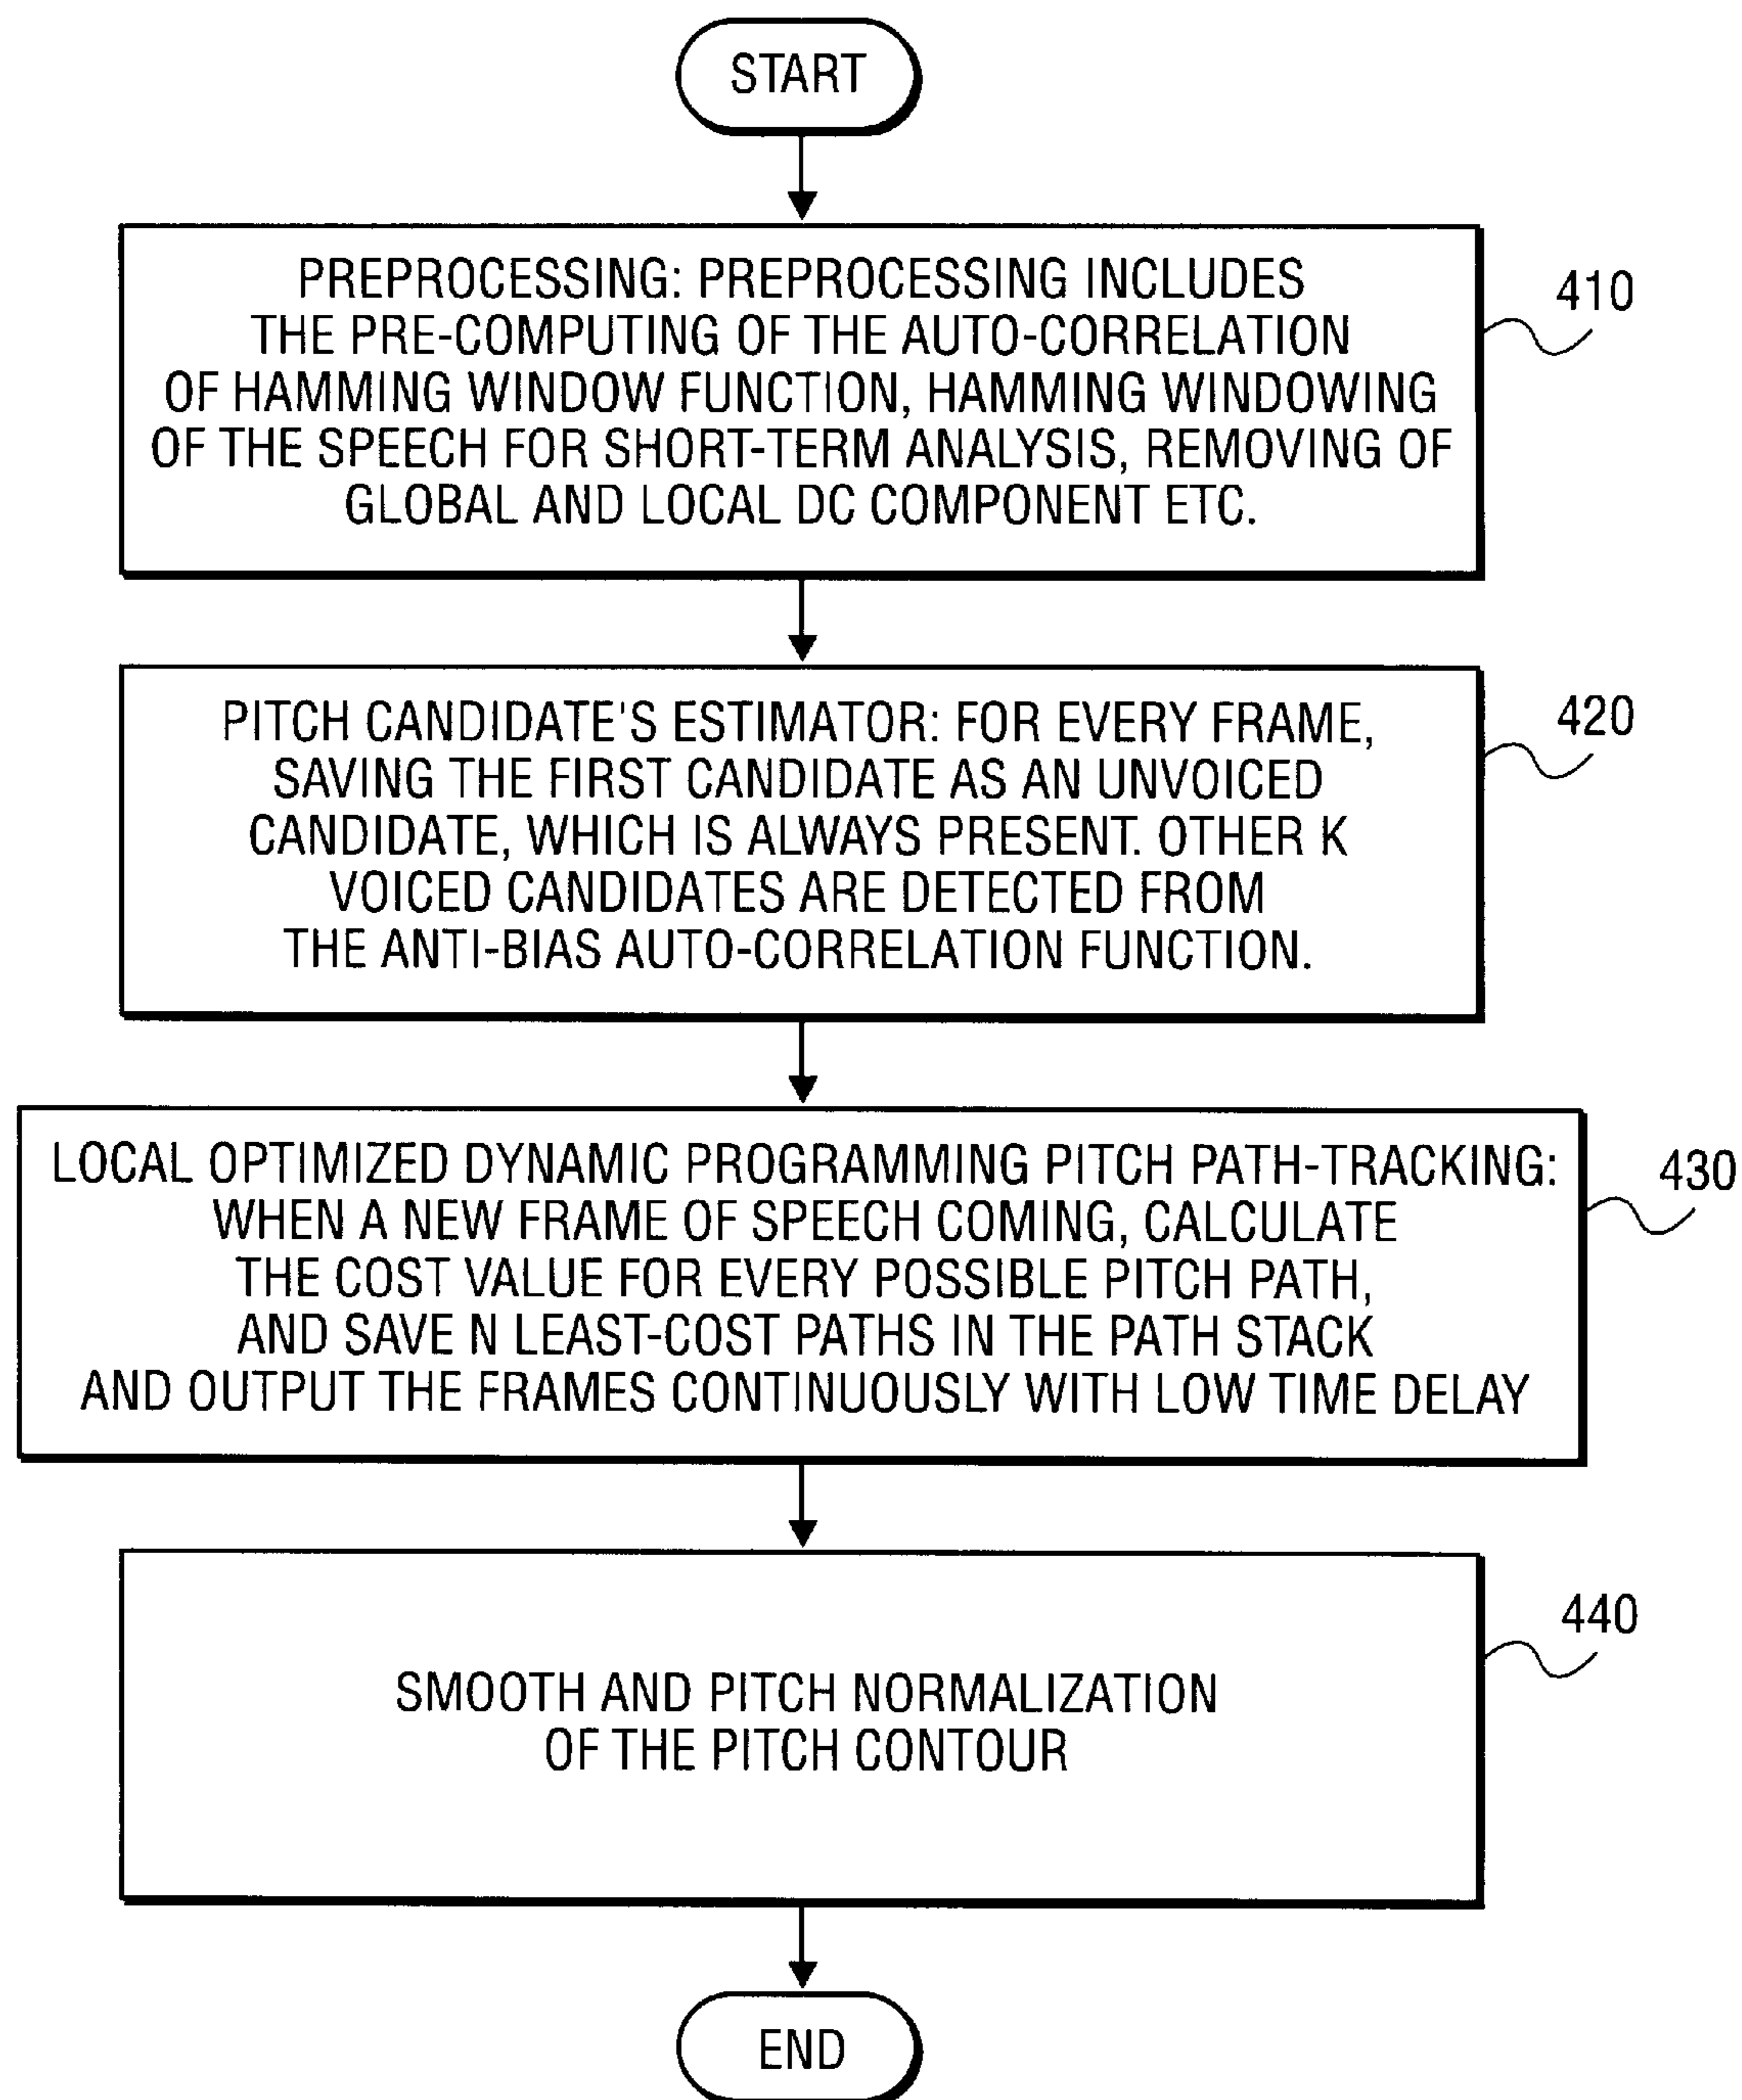 START
PREPROCESSING: PREPROCESSING INCLUDES
THE PRE-COMPUTING OF THE AUTO-CORRELATION
OF HAMMING WINDOW FUNCTION, HAMMING WINDOWING
OF THE SPEECH FOR SHORT-TERM ANALYSIS, REMOVING OF
GLOBAL AND LOCAL DC COMPONENT ETC.
410
PITCH CANDIDATE'S ESTIMATOR: FOR EVERY FRAME,
SAVING THE FIRST CANDIDATE AS AN UNVOICED
CANDIDATE, WHICH IS ALWAYS PRESENT. OTHER K
VOICED CANDIDATES ARE DETECTED FROM
THE ANTI-BIAS AUTO-CORRELATION FUNCTION.
420
LOCAL OPTIMIZED DYNAMIC PROGRAMMING PITCH PATH-TRACKING:
WHEN A NEW FRAME OF SPEECH COMING, CALCULATE
THE COST VALUE FOR EVERY POSSIBLE PITCH PATH,
AND SAVE N LEAST-COST PATHS IN THE PATH STACK
AND OUTPUT THE FRAMES CONTINUOUSLY WITH LOW TIME DELAY
430
SMOOTH AND PITCH NORMALIZATION
OF THE PITCH CONTOUR
440
END